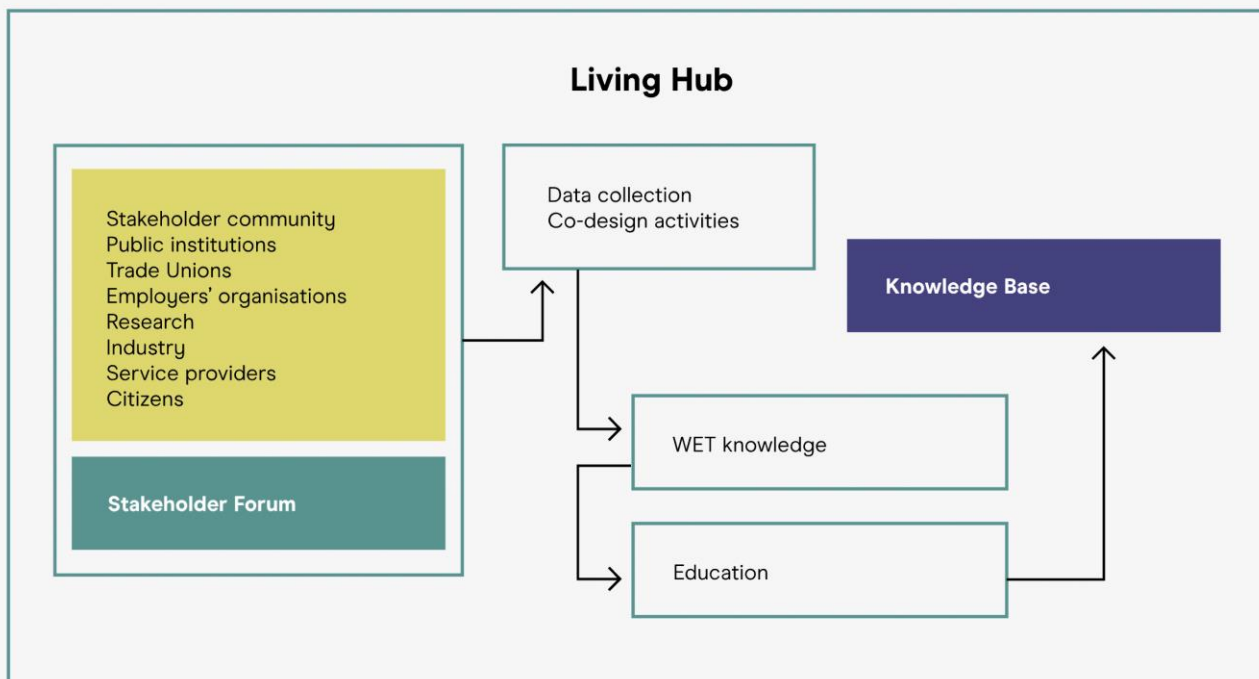 Living Hub
Stakeholder community
Public institutions
Trade Unions
Employers’ organisations
Research
Industry
Service providers
Citizens
Stakeholder Forum
Data collection
Co-design activities
Knowledge Base
WET knowledge
Education